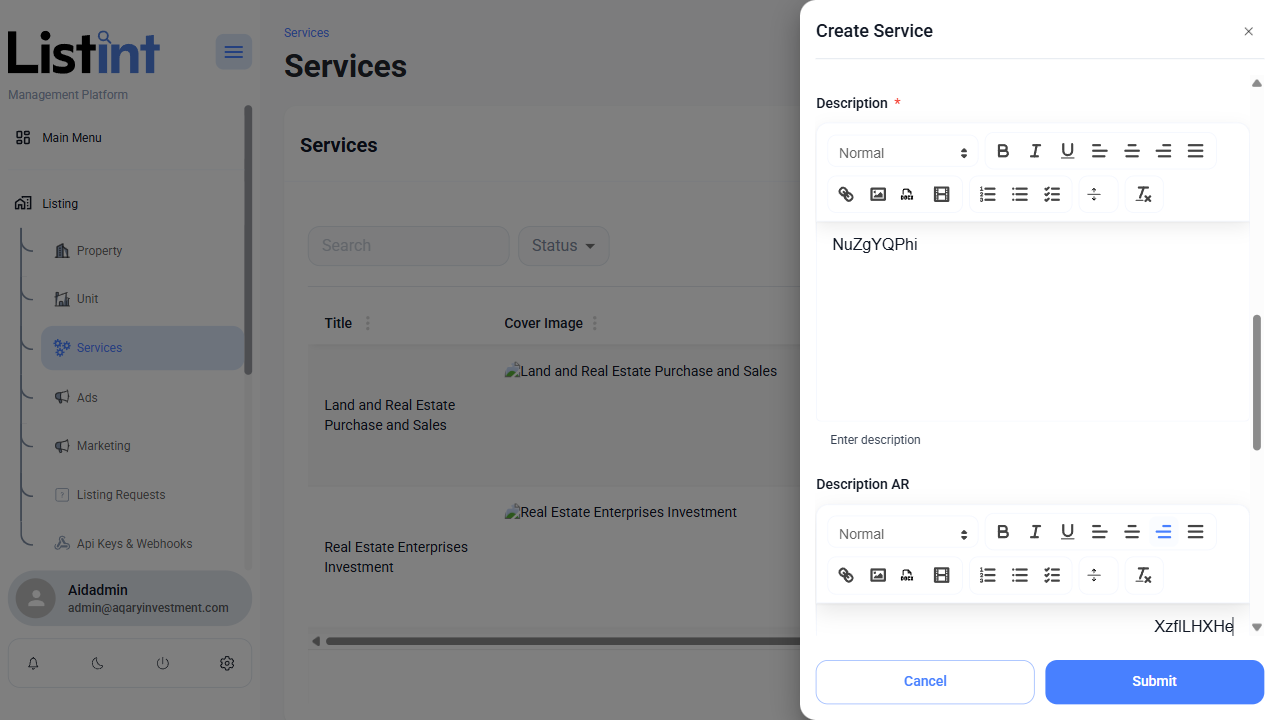 Listint
Management Platform
Main Menu
Listing
Property
Unit
Services
Ads
Marketing
Listing Requests
Api Keys & Webhooks
Aidadmin
admin@aqaryinvestment.com
Services
Services
Services
Search
Status
Title
Cover Image
Land and Real Estate Purchase and Sales
Land and Real Estate
Purchase and Sales
Real Estate Enterprises Investment
Real Estate Enterprises
Investment
Create Service
Description *
Normal
NuZgYQPhi
Enter description
Description AR
Normal
XzflLHXHe
Cancel
Submit